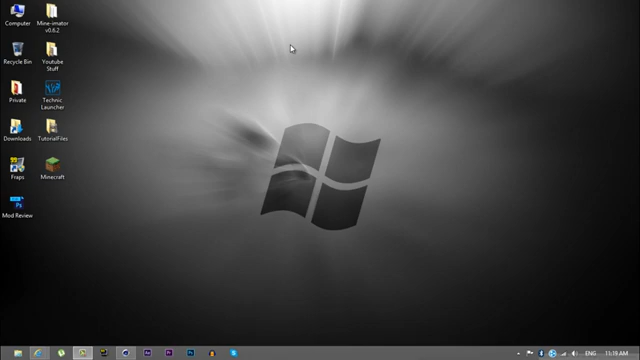 Computer
Mine-imator
v0.6.2
Recycle Bin
Youtube
Stuff
Private
Technic
Launcher
Downloads
TutorialFiles
Fraps
Minecraft
Ps
Mod Review
ENG
11:19 AM